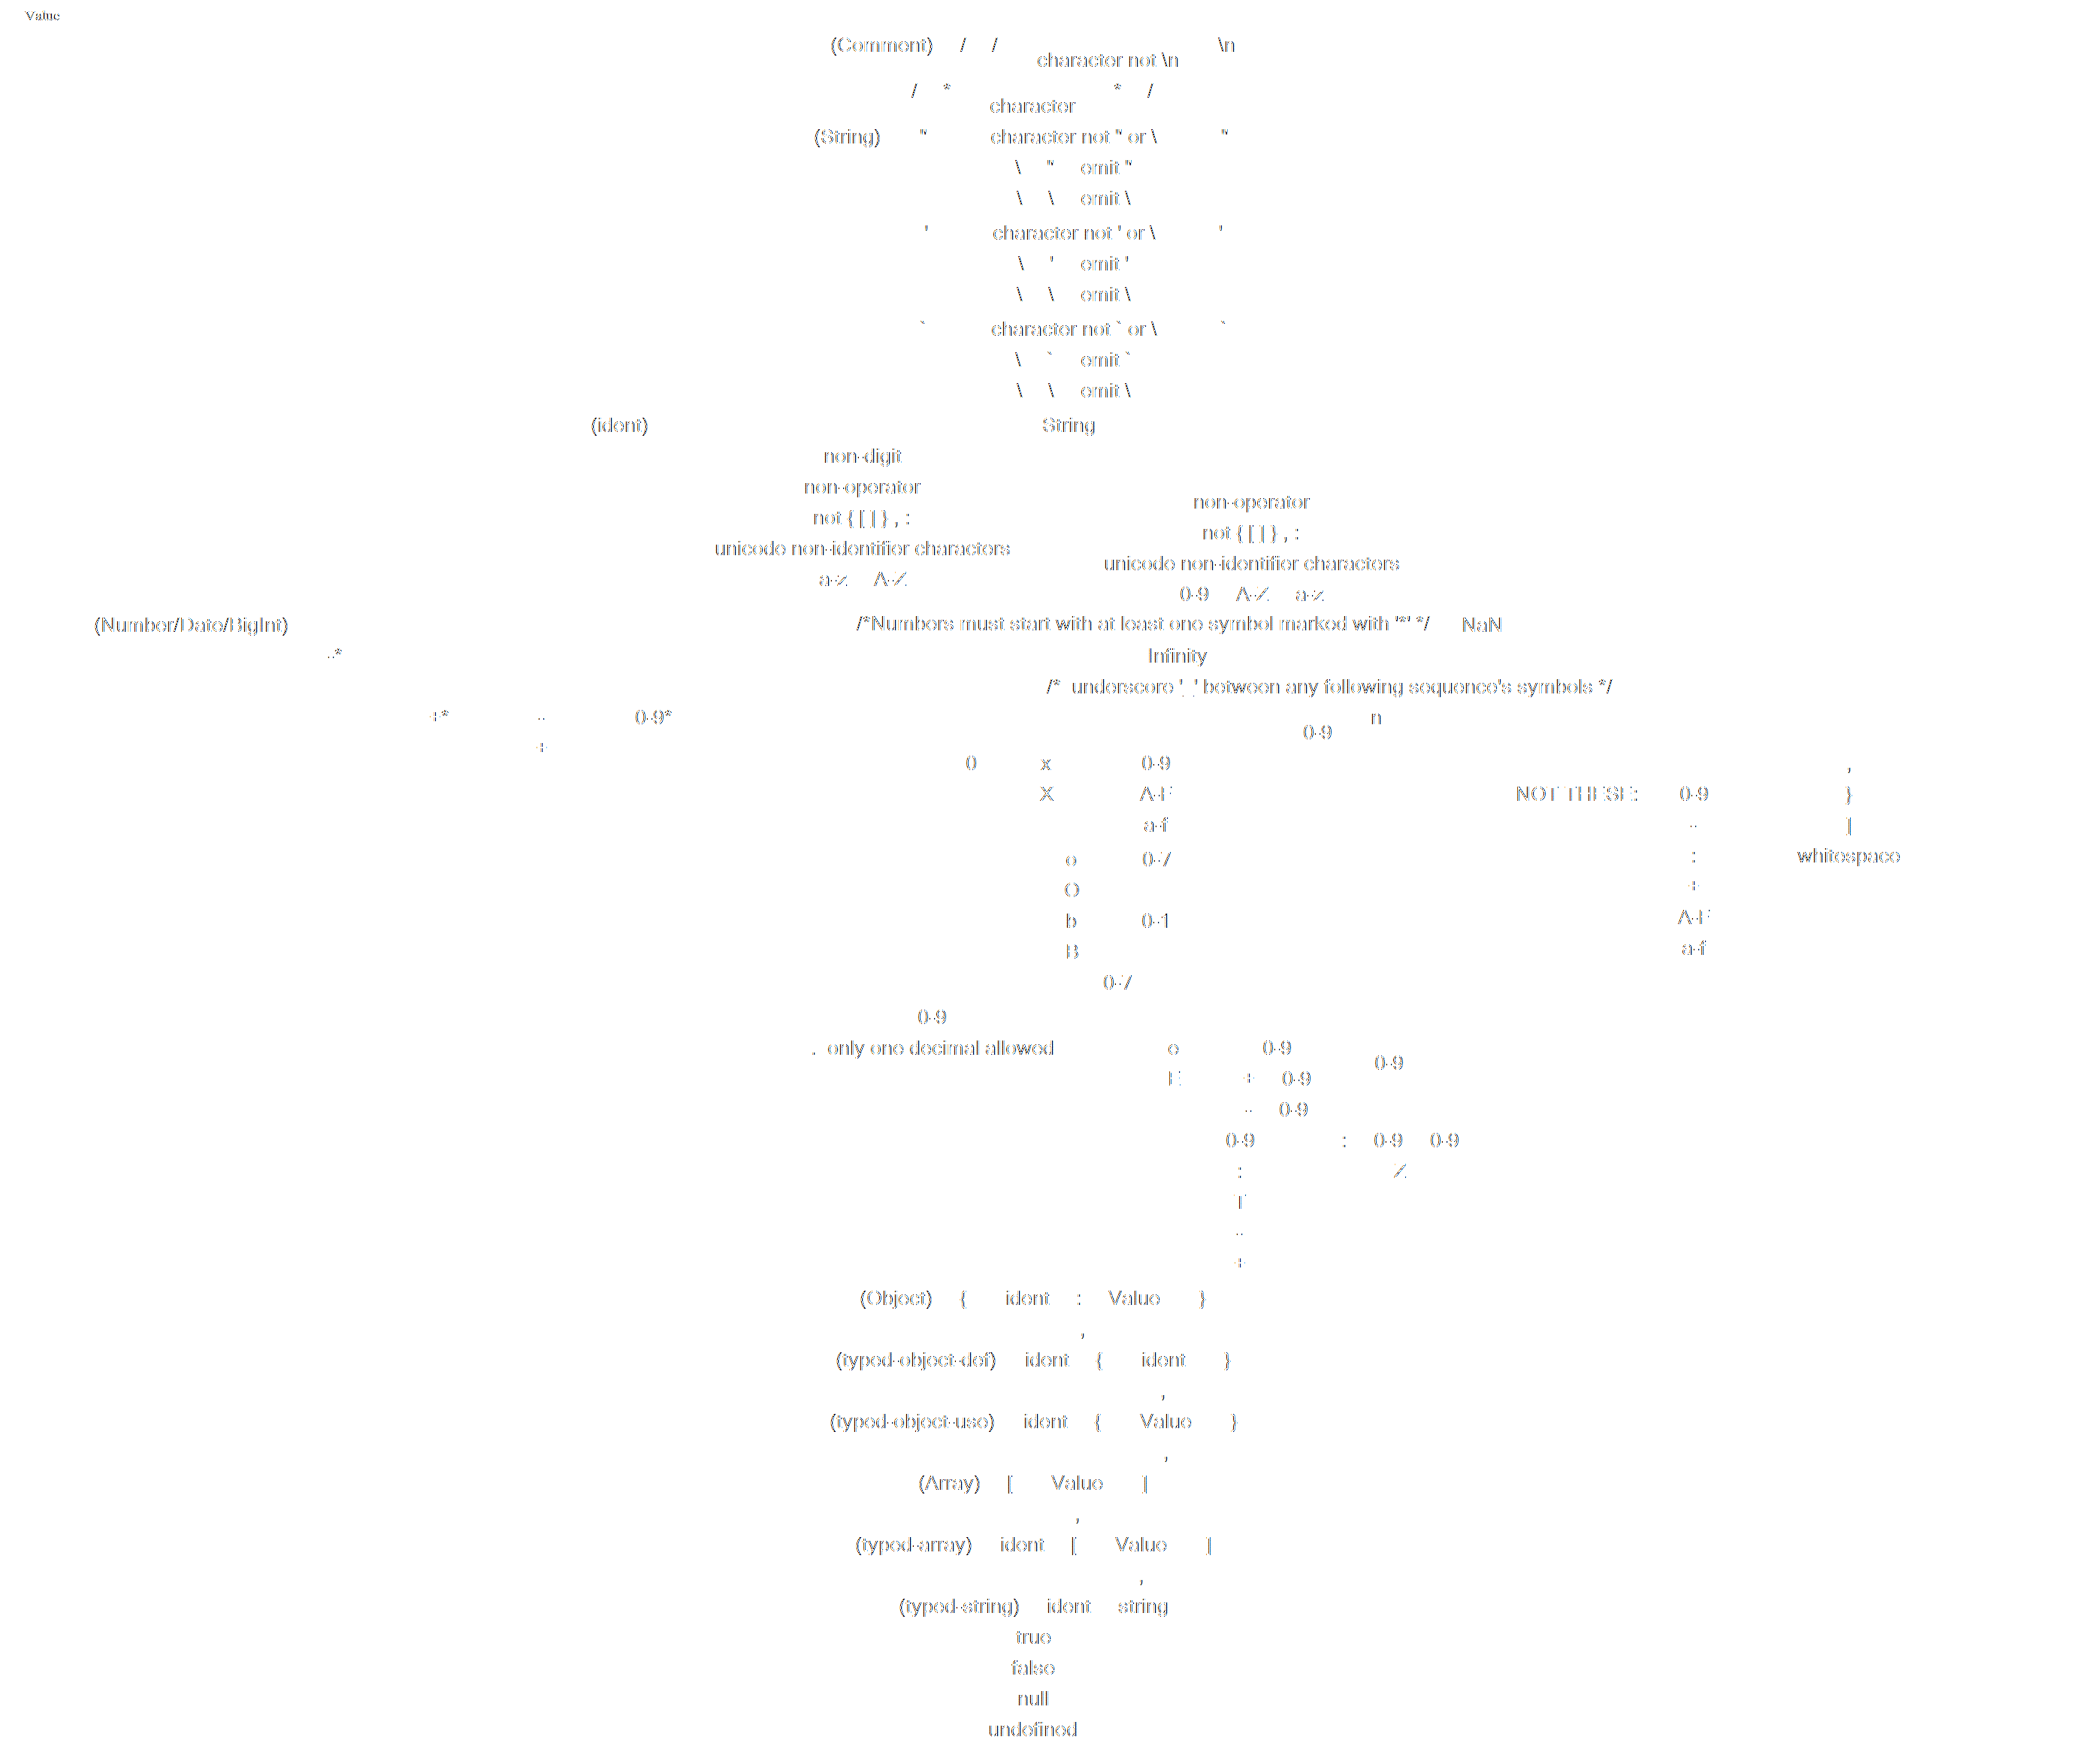 Value
(Comment) / / \n
character not \n
/ * * /
character
(String) " character not " or \ "
\ " omit "
\ \ omit \
' character not ' or \ '
\ ' omit '
\ \ omit \
` character not ` or \ `
\ ` omit `
\ \ omit \
(ident) String
non-digit
non-operator
non-operator
not { [ ] } , :
not { [ ] } , :
unicode non-identifier characters
unicode non-identifier characters
a-z A-Z
0-9 A-Z a-z
(Number/Date/BigInt) /*Numbers must start with at least one symbol marked with '*' */ NaN
-* Infinity
/* underscore '_' between any following sequence's symbols */
+* - 0-9* n
0-9
+
0 x 0-9 ,
X A-F NOT THESE: 0-9 }
a-f - ]
o 0-7 : whitespace
O +
b 0-1 A-F
B a-f
0-7
0-9
. only one decimal allowed e 0-9
0-9
E + 0-9
- 0-9
0-9 : 0-9 0-9
: Z
T
-
+
(Object) { ident : Value }
,
(typed-object-def) ident { ident }
,
(typed-object-use) ident { Value }
,
(Array) [ Value ]
,
(typed-array) ident [ Value ]
,
(typed-string) ident string
true
false
null
undefined